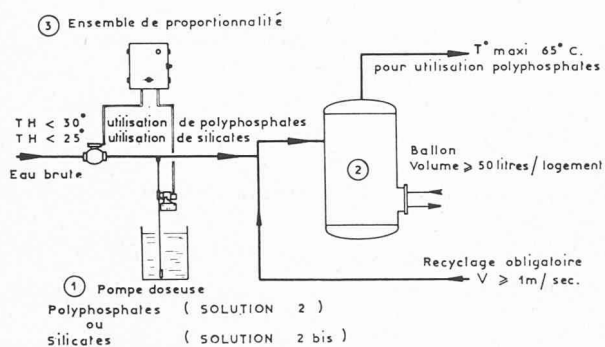 3 Ensemble de proportionnalité
T° maxi 65° C.
pour utilisation polyphosphates
TH < 30° utilisation de polyphosphates
TH < 25° utilisation de silicates
Eau brute
2
Ballon
Volume ⩾ 50 litres / logement
Recyclage obligatoire
V ⩾ 1m / sec.
1 Pompe doseuse
Polyphosphates ( SOLUTION 2 )
ou
Silicates ( SOLUTION 2 bis )